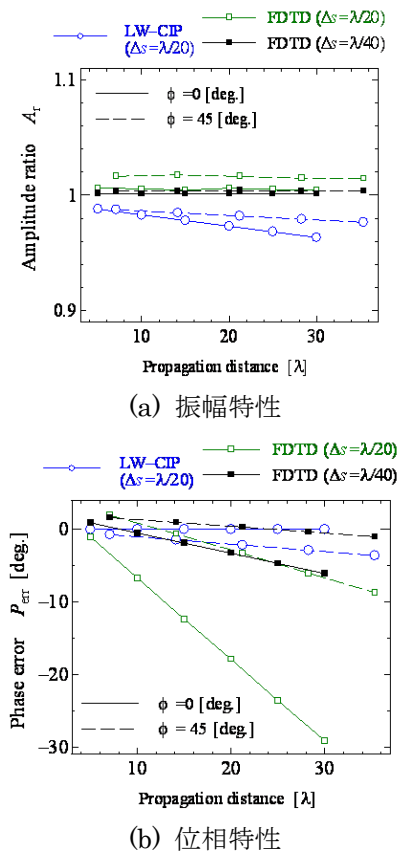 LW−CIP
(Δs=λ/20)
FDTD (Δs=λ/20)
FDTD (Δs=λ/40)
1.1
1
0.9
Amplitude ratio Ar
ϕ =0 [deg.]
ϕ = 45 [deg.]
10
20
30
Propagation distance [λ]
(a) 振幅特性
LW−CIP
(Δs=λ/20)
FDTD (Δs=λ/20)
FDTD (Δs=λ/40)
0
−10
−20
−30
Phase error Perr [deg.]
ϕ =0 [deg.]
ϕ = 45 [deg.]
10
20
30
Propagation distance [λ]
(b) 位相特性